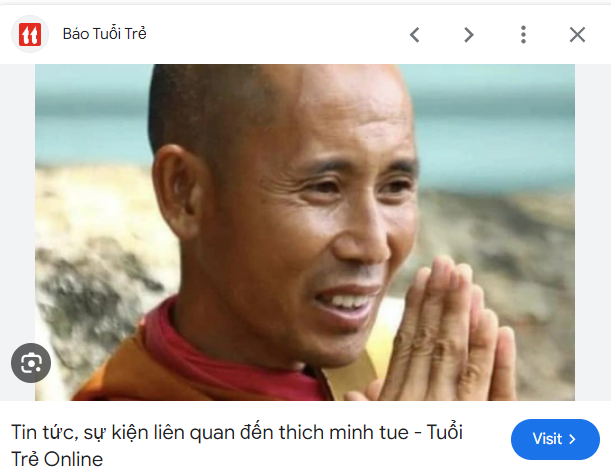 Báo Tuổi Trẻ
Tin tức, sự kiện liên quan đến thich minh tue - Tuổi
Trẻ Online
Visit